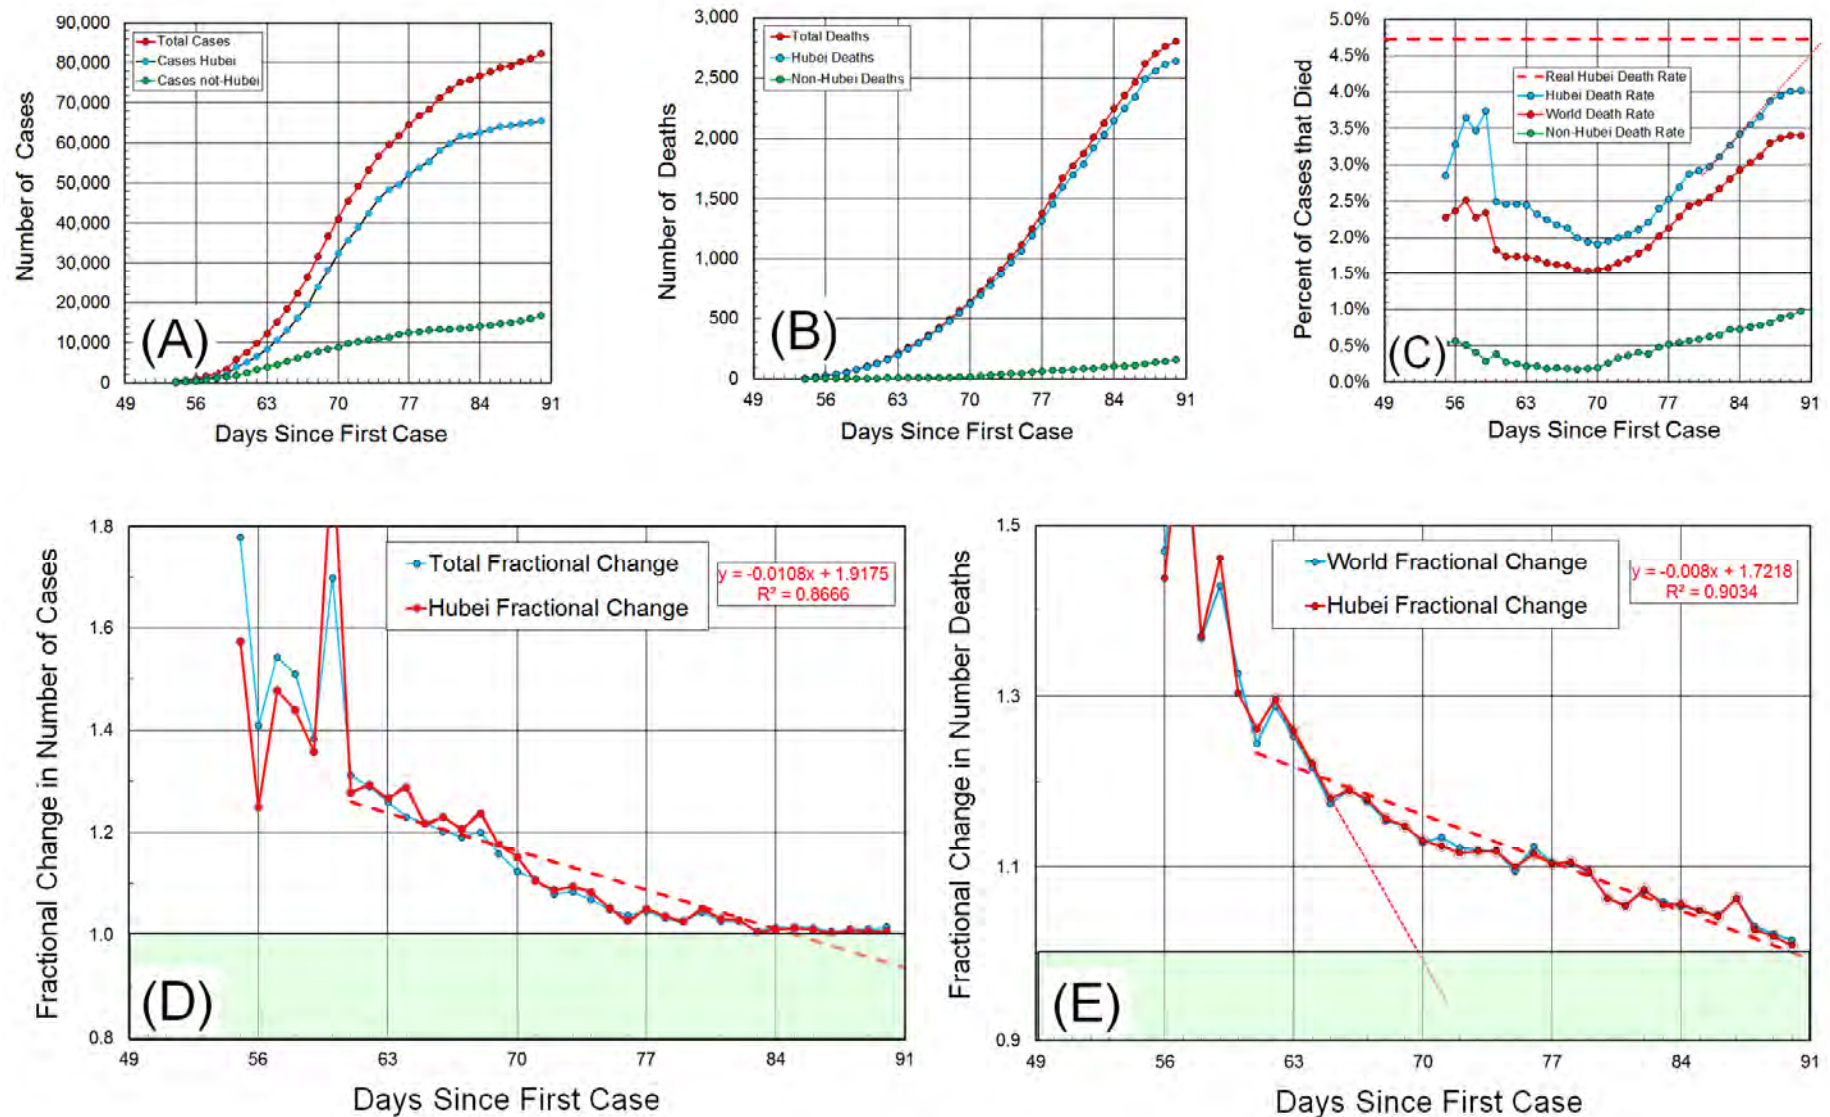 90,000
80,000
70,000
60,000
50,000
40,000
30,000
20,000
10,000
0
Number of Cases
Total Cases
Cases Hubei
Cases not-Hubei
(A)
49 56 63 70 77 84 91
Days Since First Case
3,000
2,500
2,000
1,500
1,000
500
0
Number of Deaths
Total Deaths
Hubei Deaths
Non-Hubei Deaths
(B)
49 56 63 70 77 84 91
Days Since First Case
5.0%
4.5%
4.0%
3.5%
3.0%
2.5%
2.0%
1.5%
1.0%
0.5%
0.0%
Percent of Cases that Died
Real Hubei Death Rate
Hubei Death Rate
World Death Rate
Non-Hubei Death Rate
(C)
49 56 63 70 77 84 91
Days Since First Case
1.8
1.6
1.4
1.2
1.0
0.8
Fractional Change in Number of Cases
Total Fractional Change
Hubei Fractional Change
y = -0.0108x + 1.9175
R² = 0.8666
(D)
49 56 63 70 77 84 91
Days Since First Case
1.5
1.3
1.1
0.9
Fractional Change in Number Deaths
World Fractional Change
Hubei Fractional Change
y = -0.008x + 1.7218
R² = 0.9034
(E)
49 56 63 70 77 84 91
Days Since First Case